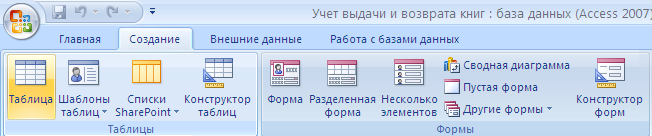 Учет выдачи и возврата книг : база данных (Access 2007)
Главная Создание Внешние данные Работа с базами данных
Таблица Шаблоны таблиц Списки SharePoint Конструктор таблиц Форма Разделенная форма Несколько элементов Сводная диаграмма Пустая форма Другие формы Конструктор форм
Таблицы Формы